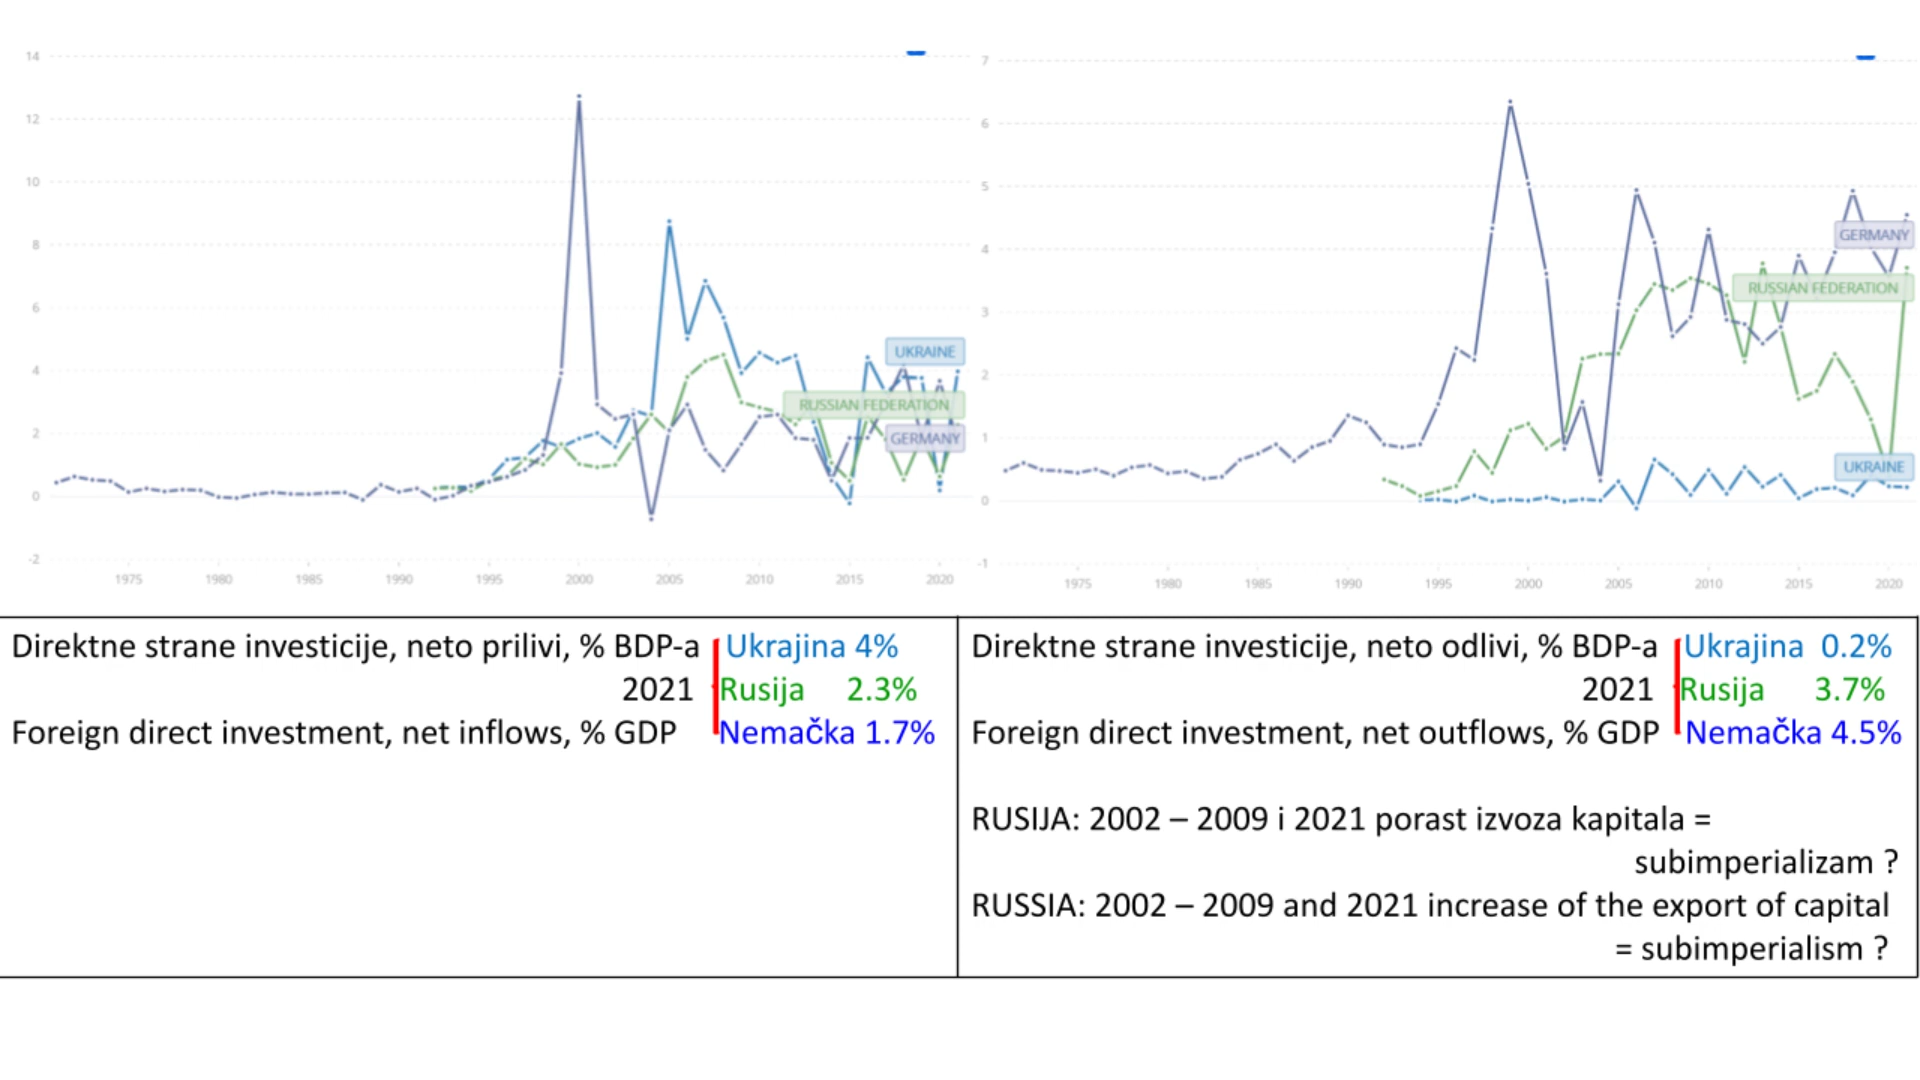 14
12
10
8
6
4
2
0
-2
1975 1980 1985 1990 1995 2000 2005 2010 2015 2020
UKRAINE
RUSSIAN FEDERATION
GERMANY
7
6
5
4
3
2
1
0
-1
1975 1980 1985 1990 1995 2000 2005 2010 2015 2020
GERMANY
RUSSIAN FEDERATION
UKRAINE
Direktne strane investicije, neto prilivi, % BDP-a Ukrajina 4%
2021 Rusija 2.3%
Foreign direct investment, net inflows, % GDP Nemačka 1.7%
Direktne strane investicije, neto odlivi, % BDP-a Ukrajina 0.2%
2021 Rusija 3.7%
Foreign direct investment, net outflows, % GDP Nemačka 4.5%
RUSIJA: 2002 – 2009 i 2021 porast izvoza kapitala =
subimperializam ?
RUSSIA: 2002 – 2009 and 2021 increase of the export of capital
= subimperialism ?